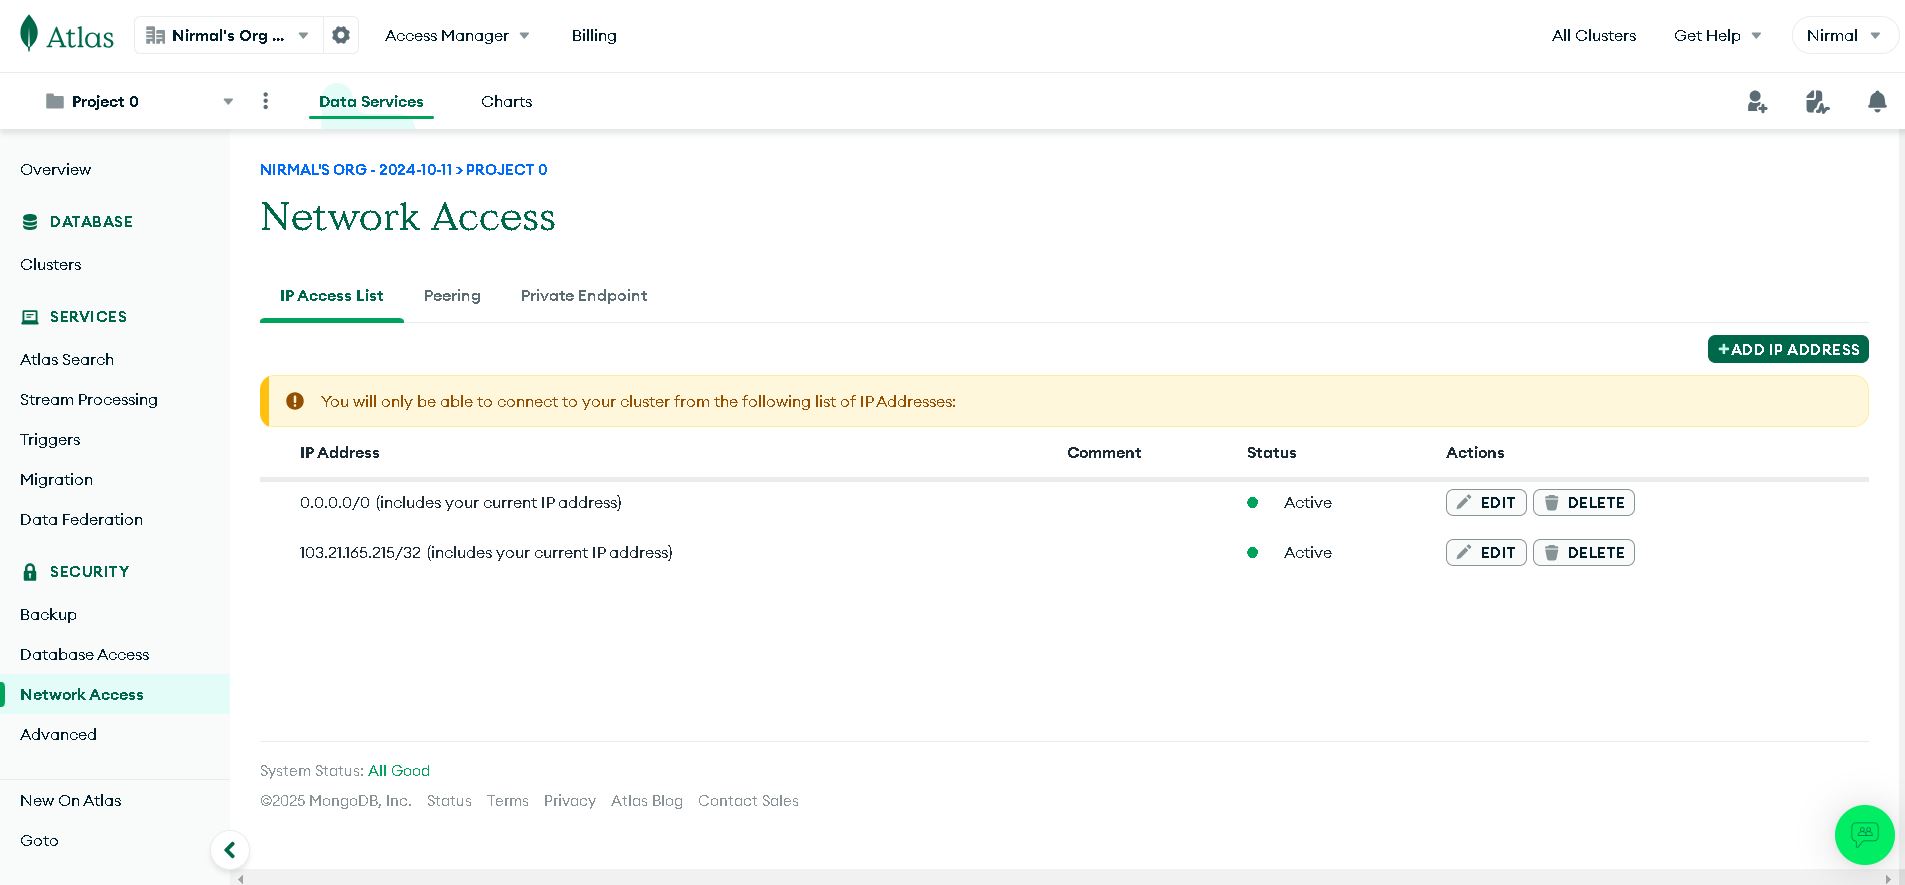 Atlas
Nirmal's Org ...
Access Manager
Billing
All Clusters
Get Help
Nirmal
Project 0
Data Services
Charts
Overview
DATABASE
Clusters
SERVICES
Atlas Search
Stream Processing
Triggers
Migration
Data Federation
SECURITY
Backup
Database Access
Network Access
Advanced
New On Atlas
Goto
NIRMAL'S ORG - 2024-10-11 > PROJECT 0
Network Access
IP Access List
Peering
Private Endpoint
+ADD IP ADDRESS
You will only be able to connect to your cluster from the following list of IP Addresses:
IP Address Comment Status Actions
0.0.0.0/0 (includes your current IP address) Active EDIT DELETE
103.21.165.215/32 (includes your current IP address) Active EDIT DELETE
System Status: All Good
©2025 MongoDB, Inc. Status Terms Privacy Atlas Blog Contact Sales